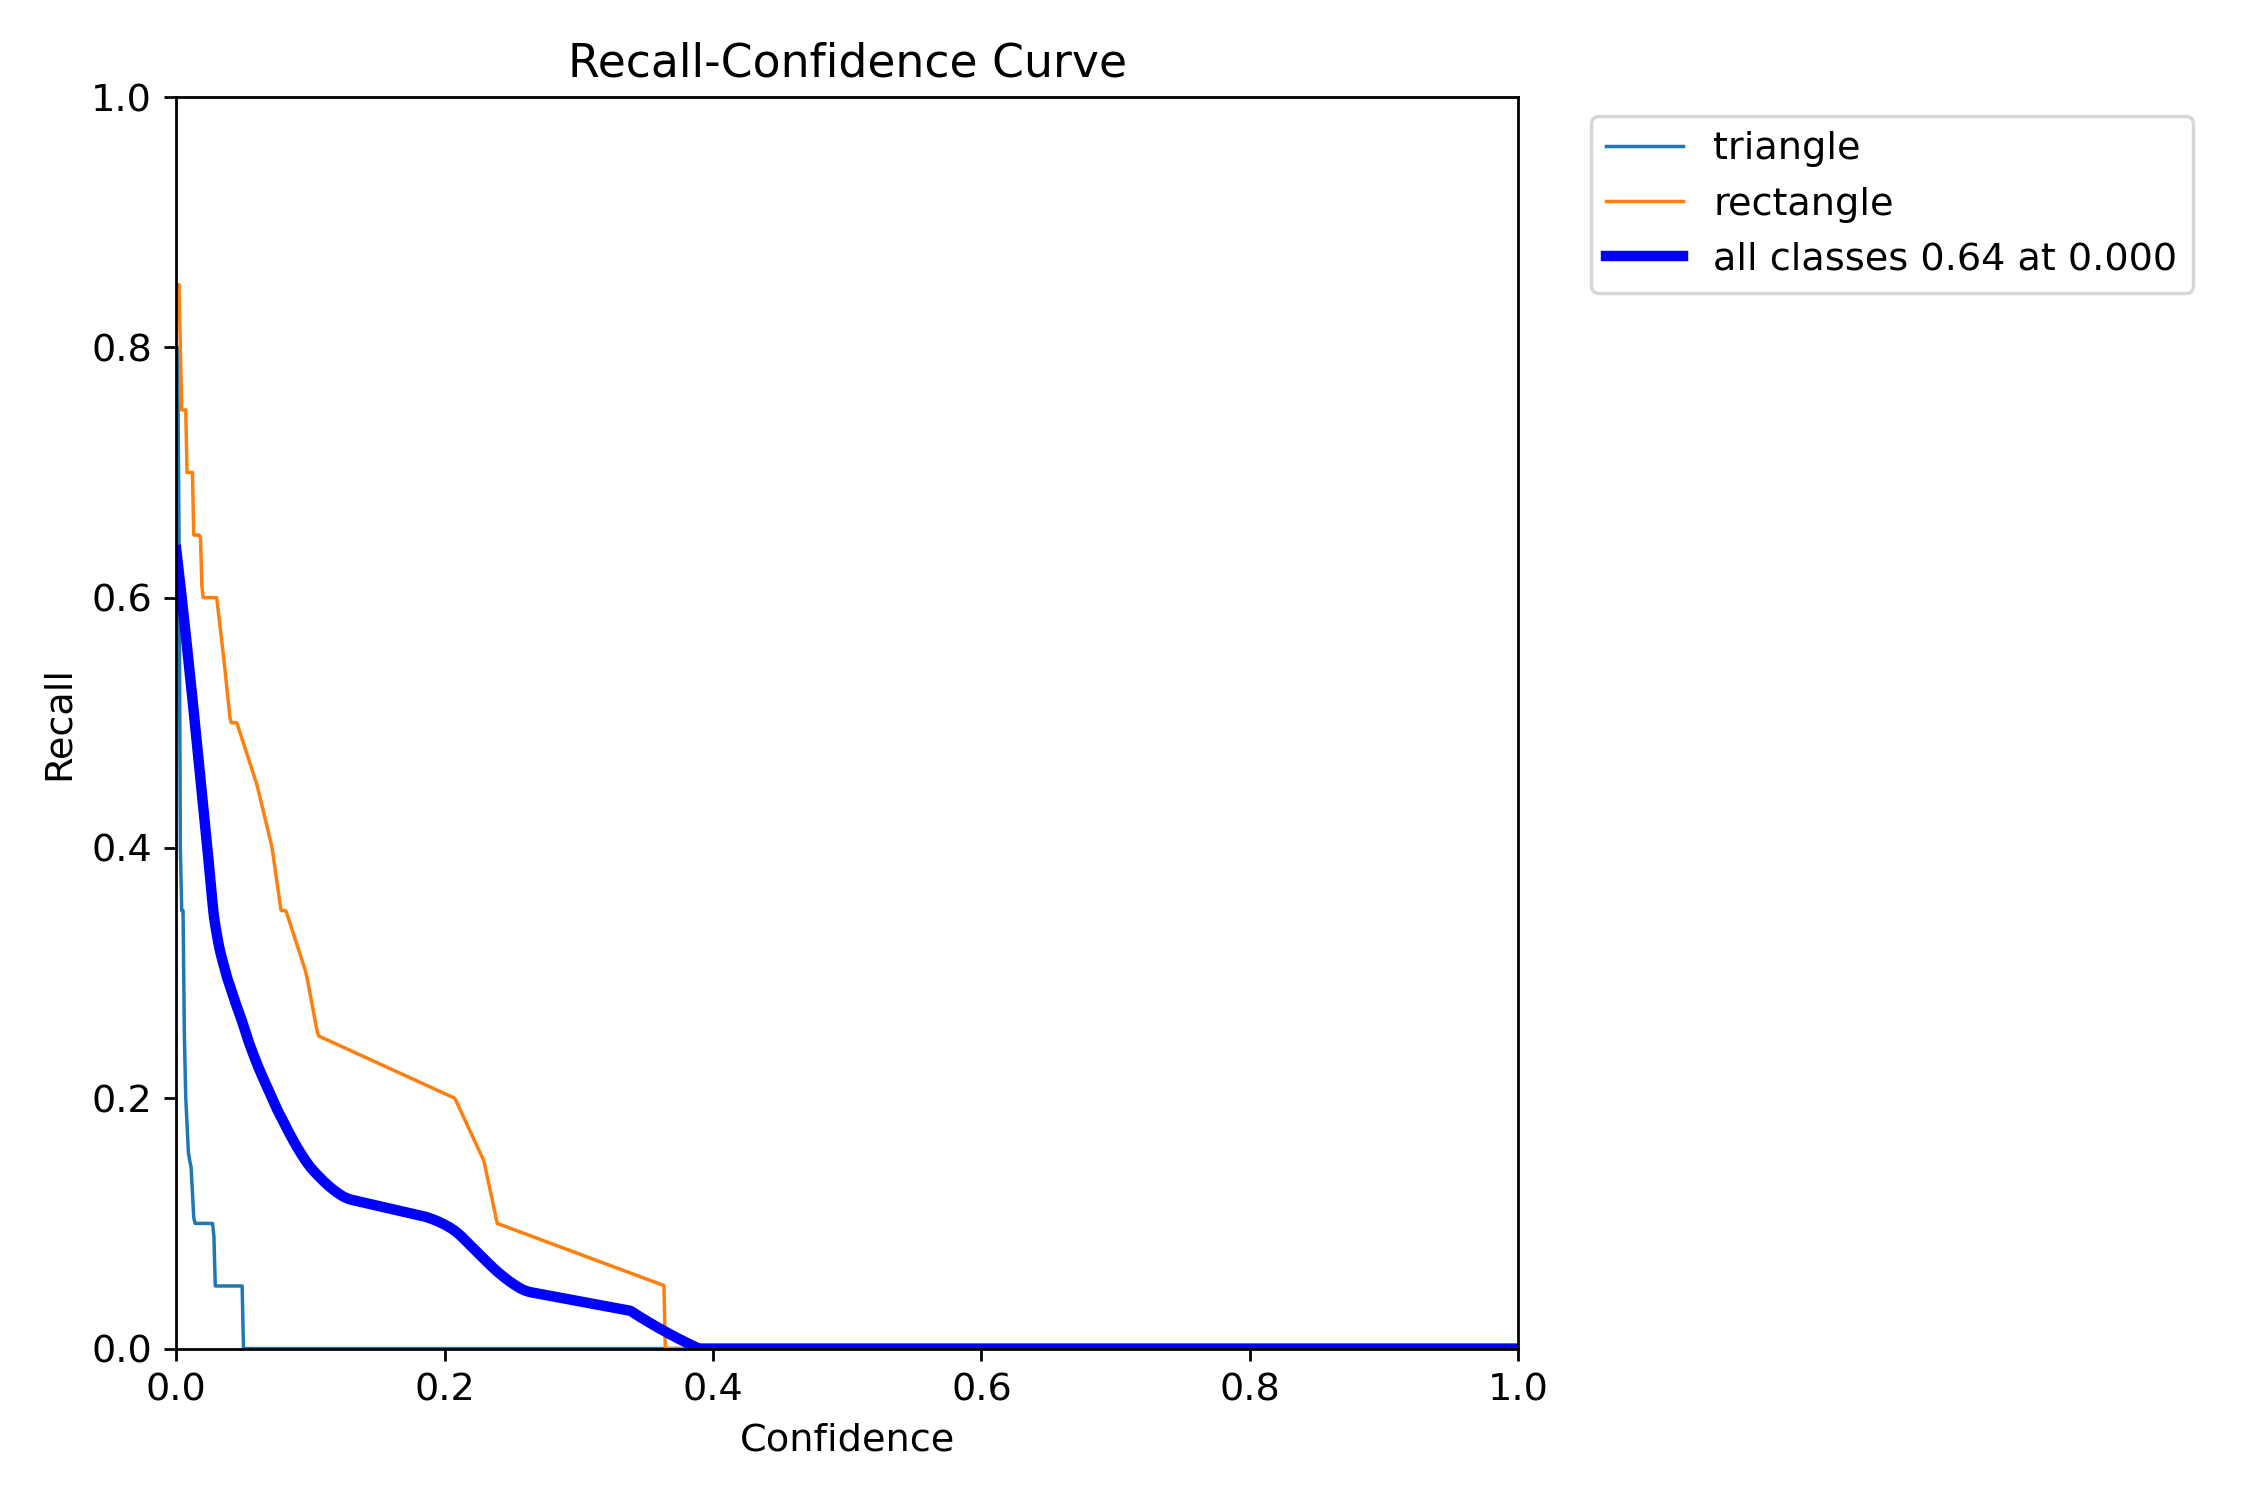 Recall-Confidence Curve
1.0
0.8
0.6
0.4
0.2
0.0
Recall
0.0 0.2 0.4 0.6 0.8 1.0
Confidence
triangle
rectangle
all classes 0.64 at 0.000